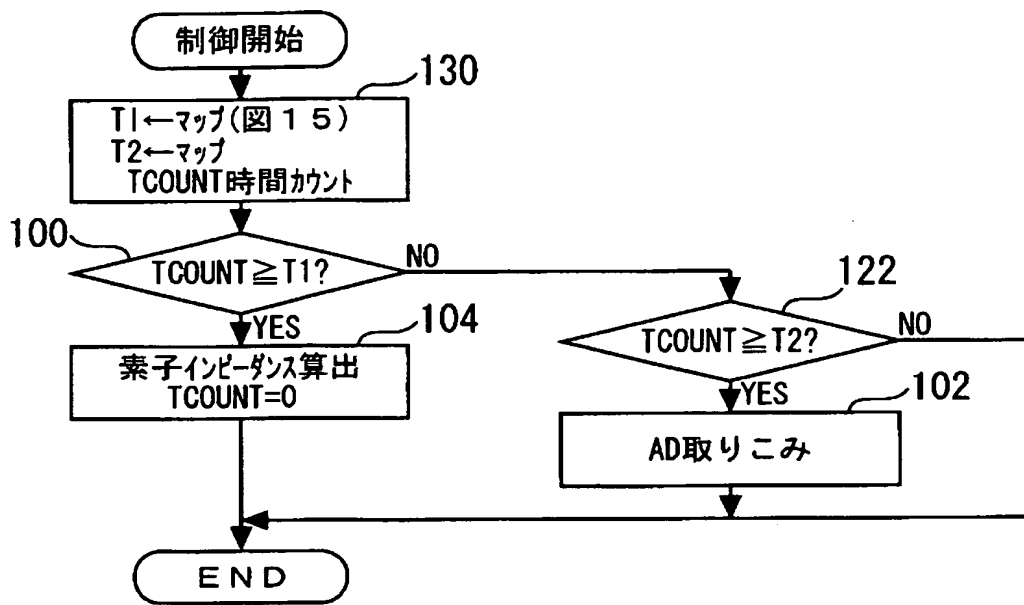 制御開始
130
T1←マップ(図15)
T2←マップ
TCOUNT時間カウント
100
TCOUNT≧T1?
NO
YES
104
素子インピーダンス算出
TCOUNT=0
122
TCOUNT≧T2?
NO
YES
102
AD取りこみ
END